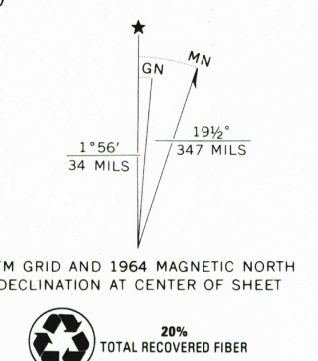 ★
GN
MN
1°56′
34 MILS
19½°
347 MILS
TM GRID AND 1964 MAGNETIC NORTH
DECLINATION AT CENTER OF SHEET
20%
TOTAL RECOVERED FIBER